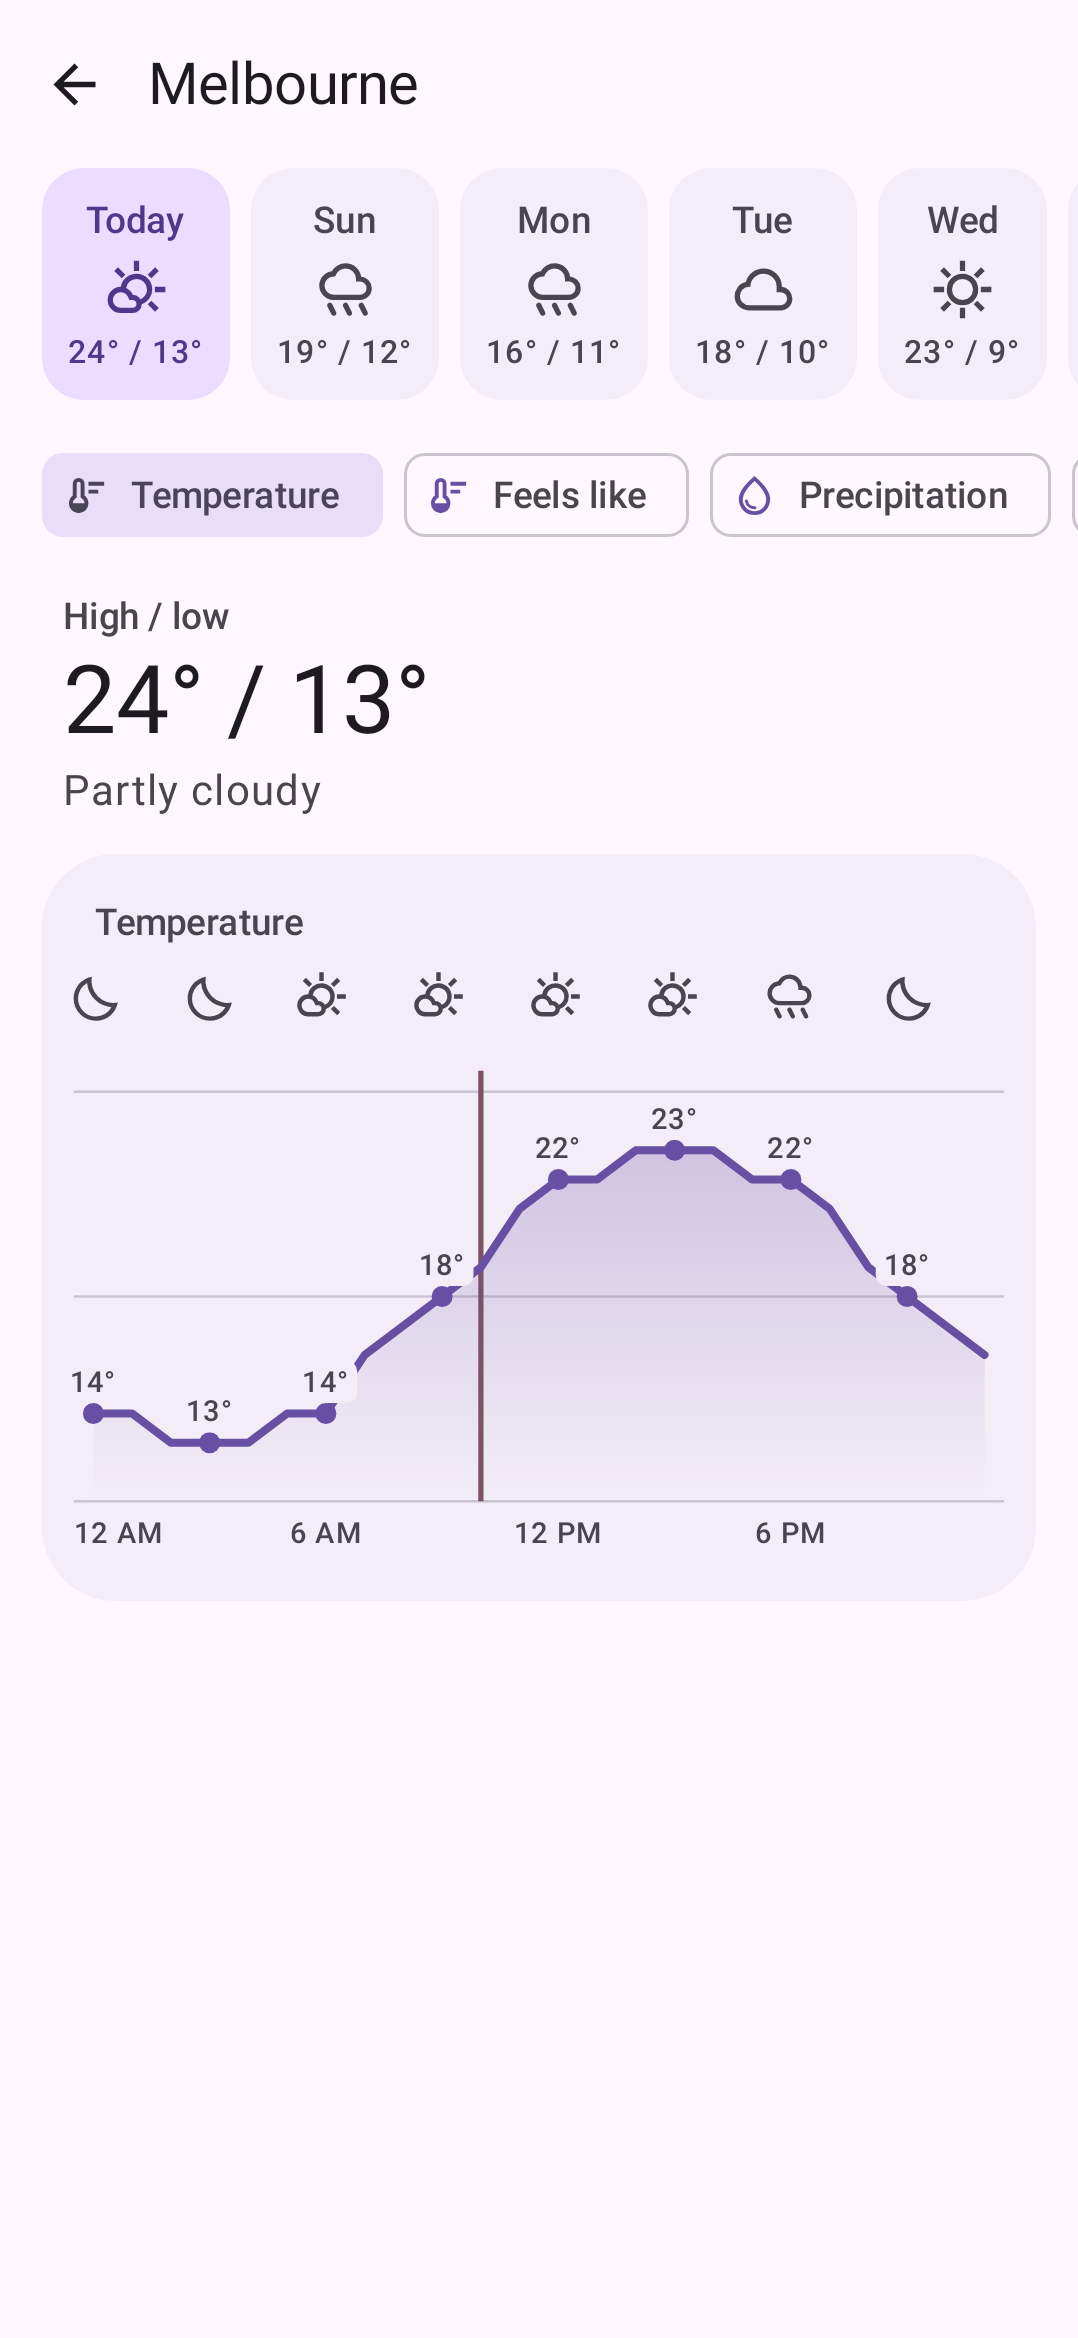 Melbourne
Today Sun Mon Tue Wed
24° / 13° 19° / 12° 16° / 11° 18° / 10° 23° / 9°
Temperature Feels like Precipitation
High / low
24° / 13°
Partly cloudy
Temperature
23°
22° 22°
18° 18°
14° 14°
13°
12 AM 6 AM 12 PM 6 PM